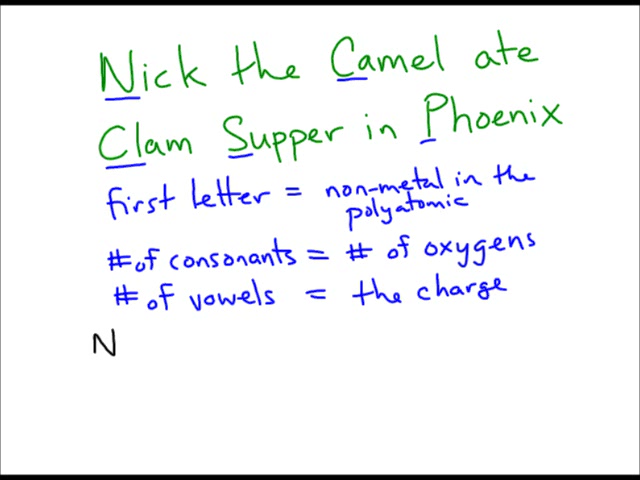 Nick the Camel ate
Clam Supper in Phoenix
first letter = non-metal in the
polyatomic
# of consonants = # of oxygens
# of vowels = the charge
N